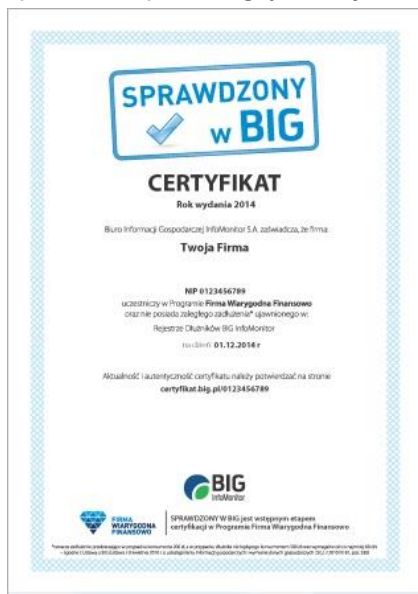 SPRAWDZONY
w BIG
CERTYFIKAT
Rok wydania 2014
Biuro Informacji Gospodarczej InfoMonitor S.A. zaświadcza, że firma:
Twoja Firma
NIP 0123456789
uczestniczy w Programie Firma Wiarygodna Finansowo
oraz nie posiada zaległego zadłużenia* ujawnionego w:
Rejestrze Dłużników BIG InfoMonitor
na dzień 01.12.2014 r
Aktualność i autentyczność certyfikatu należy potwierdzać na stronie
certyfikat.big.pl/0123456789
BIG
InfoMonitor
FIRMA
WIARYGODNA
FINANSOWO
SPRAWDZONY W BIG jest wstępnym etapem
certyfikacji w Programie Firma Wiarygodna Finansowo